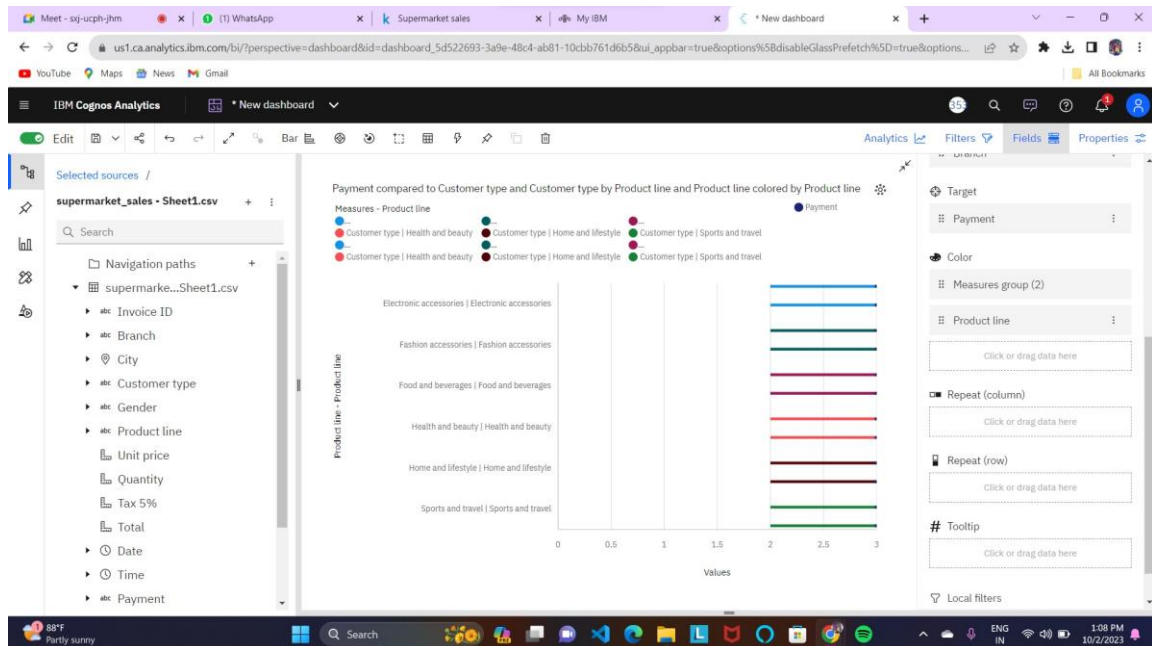 Meet - sxj-ucph-jhm
(1) WhatsApp
Supermarket sales
My IBM
* New dashboard
us1.ca.analytics.ibm.com/bi/?perspective=dashboard&id=dashboard_5d522693-3a9e-48c4-ab81-10cbb761d6b5&ui_appbar=true&options%5BdisableGlassPrefetch%5D=true&options...
YouTube Maps News Gmail All Bookmarks
IBM Cognos Analytics * New dashboard
Edit Bar Analytics Filters Fields Properties
Selected sources /
supermarket_sales - Sheet1.csv
Search
Navigation paths
supermarke...Sheet1.csv
abc Invoice ID
abc Branch
City
abc Customer type
abc Gender
abc Product line
Unit price
Quantity
Tax 5%
Total
Date
Time
abc Payment
Payment compared to Customer type and Customer type by Product line and Product line colored by Product line
Measures - Product line
Payment
... ... ...
Customer type | Health and beauty Customer type | Home and lifestyle Customer type | Sports and travel
... ... ...
Customer type | Health and beauty Customer type | Home and lifestyle Customer type | Sports and travel
Product line - Product line
Electronic accessories | Electronic accessories
Fashion accessories | Fashion accessories
Food and beverages | Food and beverages
Health and beauty | Health and beauty
Home and lifestyle | Home and lifestyle
Sports and travel | Sports and travel
0 0.5 1 1.5 2 2.5 3
Values
Branch
Target
Payment
Color
Measures group (2)
Product line
Click or drag data here
Repeat (column)
Click or drag data here
Repeat (row)
Click or drag data here
# Tooltip
Click or drag data here
Local filters
88°F
Partly sunny
Search
ENG
IN
1:08 PM
10/2/2023